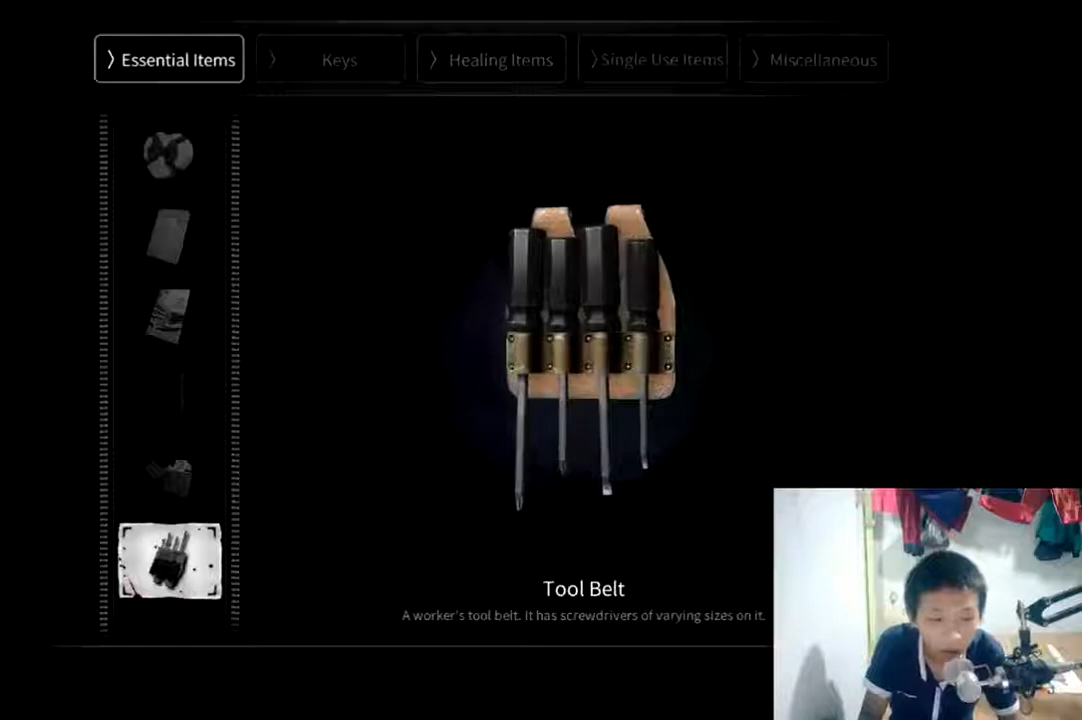 Essential Items
Keys
Healing Items
Single Use Items
Miscellaneous
Tool Belt
A worker's tool belt. It has screwdrivers of varying sizes on it.